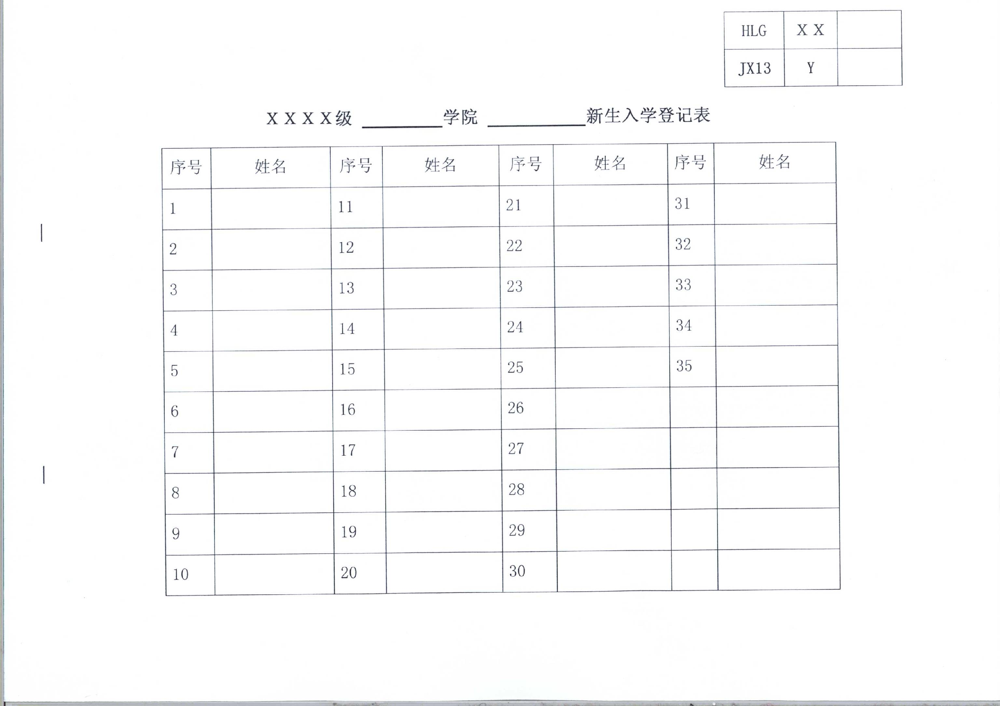 HLG X X
JX13 Y
X X X X级 ________学院 __________新生入学登记表
序号 姓名 序号 姓名 序号 姓名 序号 姓名
1 11 21 31
2 12 22 32
3 13 23 33
4 14 24 34
5 15 25 35
6 16 26
7 17 27
8 18 28
9 19 29
10 20 30